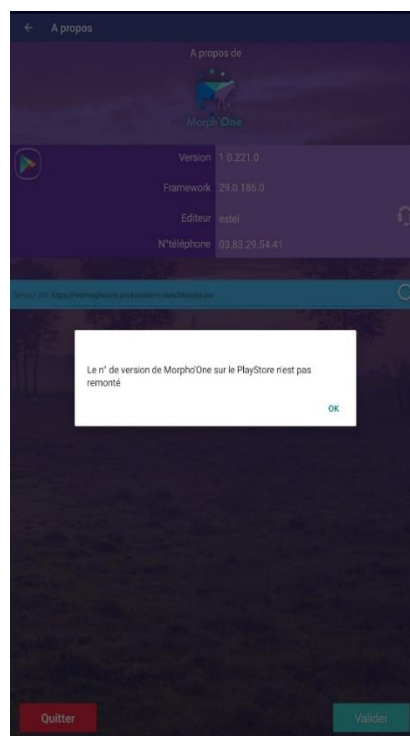 ← A propos
A propos de
Morph'One
Version 1.0.221.0
Framework 29.0.186.0
Editeur estel
N°téléphone 03.83.29.54.41
Le n° de version de Morpho'One sur le PlayStore n'est pas
remonté
OK
Quitter
Valider